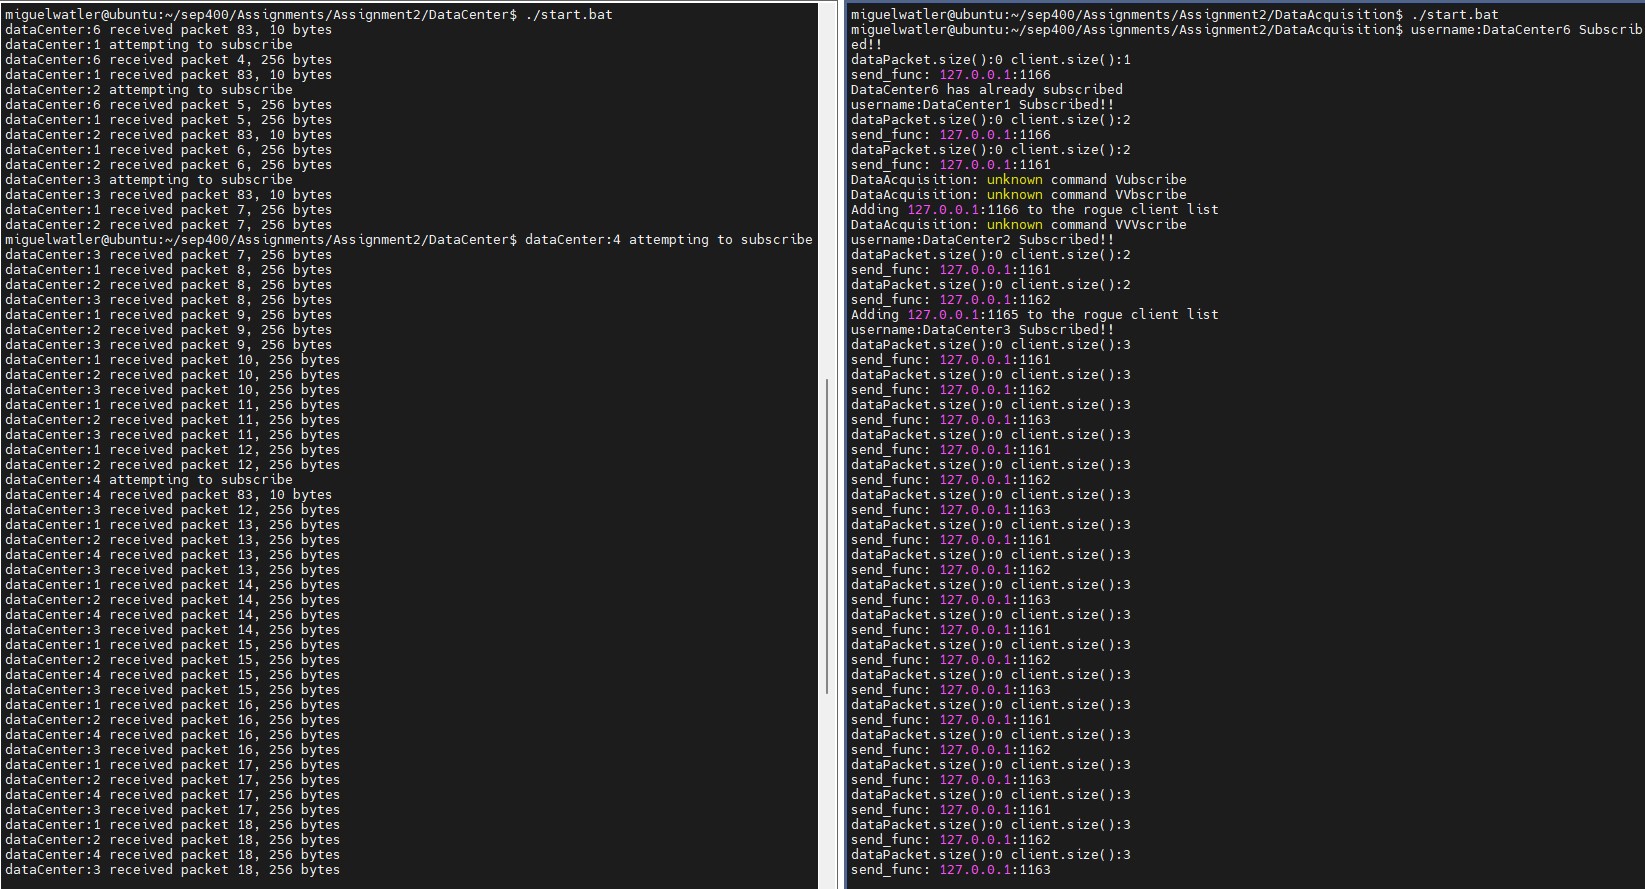 miguelwatler@ubuntu:~/sep400/Assignments/Assignment2/DataCenter$ ./start.bat
dataCenter:6 received packet 83, 10 bytes
dataCenter:1 attempting to subscribe
dataCenter:6 received packet 4, 256 bytes
dataCenter:1 received packet 83, 10 bytes
dataCenter:2 attempting to subscribe
dataCenter:6 received packet 5, 256 bytes
dataCenter:1 received packet 5, 256 bytes
dataCenter:2 received packet 83, 10 bytes
dataCenter:1 received packet 6, 256 bytes
dataCenter:2 received packet 6, 256 bytes
dataCenter:3 attempting to subscribe
dataCenter:3 received packet 83, 10 bytes
dataCenter:1 received packet 7, 256 bytes
dataCenter:2 received packet 7, 256 bytes
miguelwatler@ubuntu:~/sep400/Assignments/Assignment2/DataCenter$ dataCenter:4 attempting to subscribe
dataCenter:3 received packet 7, 256 bytes
dataCenter:1 received packet 8, 256 bytes
dataCenter:2 received packet 8, 256 bytes
dataCenter:3 received packet 8, 256 bytes
dataCenter:1 received packet 9, 256 bytes
dataCenter:2 received packet 9, 256 bytes
dataCenter:3 received packet 9, 256 bytes
dataCenter:1 received packet 10, 256 bytes
dataCenter:2 received packet 10, 256 bytes
dataCenter:3 received packet 10, 256 bytes
dataCenter:1 received packet 11, 256 bytes
dataCenter:2 received packet 11, 256 bytes
dataCenter:3 received packet 11, 256 bytes
dataCenter:1 received packet 12, 256 bytes
dataCenter:2 received packet 12, 256 bytes
dataCenter:4 attempting to subscribe
dataCenter:4 received packet 83, 10 bytes
dataCenter:3 received packet 12, 256 bytes
dataCenter:1 received packet 13, 256 bytes
dataCenter:2 received packet 13, 256 bytes
dataCenter:4 received packet 13, 256 bytes
dataCenter:3 received packet 13, 256 bytes
dataCenter:1 received packet 14, 256 bytes
dataCenter:2 received packet 14, 256 bytes
dataCenter:4 received packet 14, 256 bytes
dataCenter:3 received packet 14, 256 bytes
dataCenter:1 received packet 15, 256 bytes
dataCenter:2 received packet 15, 256 bytes
dataCenter:4 received packet 15, 256 bytes
dataCenter:3 received packet 15, 256 bytes
dataCenter:1 received packet 16, 256 bytes
dataCenter:2 received packet 16, 256 bytes
dataCenter:4 received packet 16, 256 bytes
dataCenter:3 received packet 16, 256 bytes
dataCenter:1 received packet 17, 256 bytes
dataCenter:2 received packet 17, 256 bytes
dataCenter:4 received packet 17, 256 bytes
dataCenter:3 received packet 17, 256 bytes
dataCenter:1 received packet 18, 256 bytes
dataCenter:2 received packet 18, 256 bytes
dataCenter:4 received packet 18, 256 bytes
dataCenter:3 received packet 18, 256 bytes
miguelwatler@ubuntu:~/sep400/Assignments/Assignment2/DataAcquisition$ ./start.bat
miguelwatler@ubuntu:~/sep400/Assignments/Assignment2/DataAcquisition$ username:DataCenter6 Subscrib
ed!!
dataPacket.size():0 client.size():1
send_func: 127.0.0.1:1166
DataCenter6 has already subscribed
username:DataCenter1 Subscribed!!
dataPacket.size():0 client.size():2
send_func: 127.0.0.1:1166
dataPacket.size():0 client.size():2
send_func: 127.0.0.1:1161
DataAcquisition: unknown command Vubscribe
DataAcquisition: unknown command VVbscribe
Adding 127.0.0.1:1166 to the rogue client list
DataAcquisition: unknown command VVVscribe
username:DataCenter2 Subscribed!!
dataPacket.size():0 client.size():2
send_func: 127.0.0.1:1161
dataPacket.size():0 client.size():2
send_func: 127.0.0.1:1162
Adding 127.0.0.1:1165 to the rogue client list
username:DataCenter3 Subscribed!!
dataPacket.size():0 client.size():3
send_func: 127.0.0.1:1161
dataPacket.size():0 client.size():3
send_func: 127.0.0.1:1162
dataPacket.size():0 client.size():3
send_func: 127.0.0.1:1163
dataPacket.size():0 client.size():3
send_func: 127.0.0.1:1161
dataPacket.size():0 client.size():3
send_func: 127.0.0.1:1162
dataPacket.size():0 client.size():3
send_func: 127.0.0.1:1163
dataPacket.size():0 client.size():3
send_func: 127.0.0.1:1161
dataPacket.size():0 client.size():3
send_func: 127.0.0.1:1162
dataPacket.size():0 client.size():3
send_func: 127.0.0.1:1163
dataPacket.size():0 client.size():3
send_func: 127.0.0.1:1161
dataPacket.size():0 client.size():3
send_func: 127.0.0.1:1162
dataPacket.size():0 client.size():3
send_func: 127.0.0.1:1163
dataPacket.size():0 client.size():3
send_func: 127.0.0.1:1161
dataPacket.size():0 client.size():3
send_func: 127.0.0.1:1162
dataPacket.size():0 client.size():3
send_func: 127.0.0.1:1163
dataPacket.size():0 client.size():3
send_func: 127.0.0.1:1161
dataPacket.size():0 client.size():3
send_func: 127.0.0.1:1162
dataPacket.size():0 client.size():3
send_func: 127.0.0.1:1163